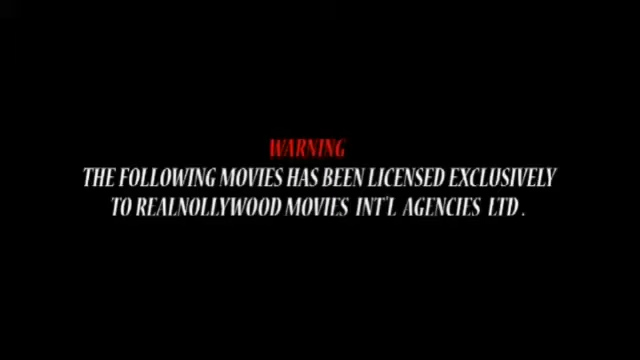 WARNING
THE FOLLOWING MOVIES HAS BEEN LICENSED EXCLUSIVELY
TO REALNOLLYWOOD MOVIES INT'L AGENCIES LTD.